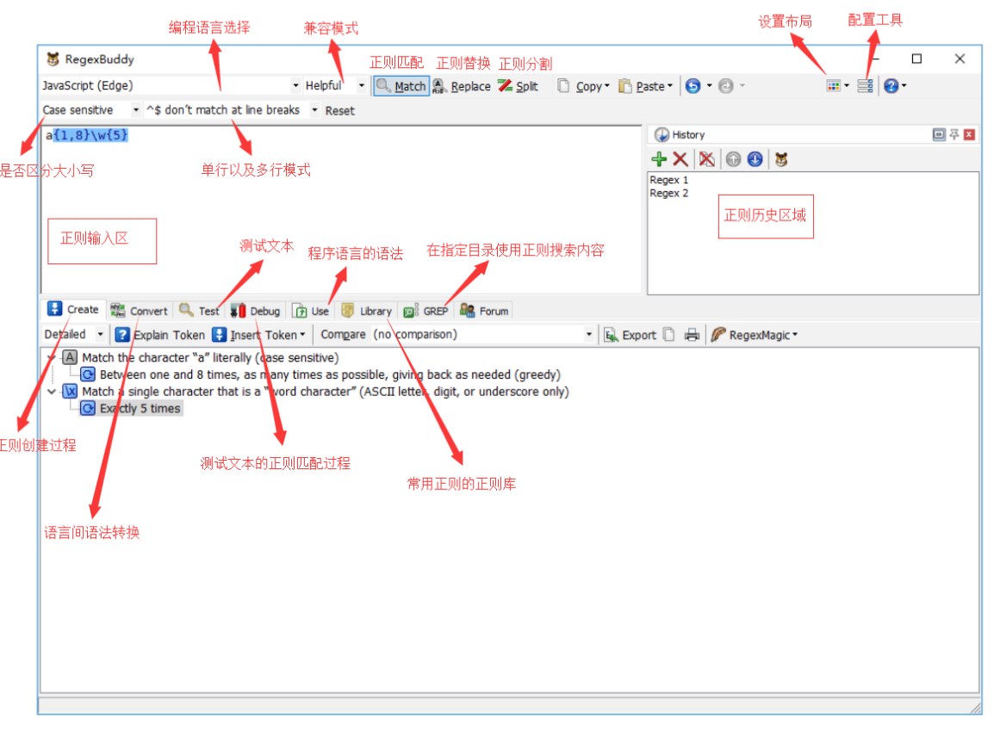 设置布局 配置工具
编程语言选择 兼容模式
RegexBuddy
正则匹配 正则替换 正则分割
JavaScript (Edge) Helpful Match Replace Split Copy Paste
Case sensitive ^$ don't match at line breaks Reset
a{1,8}\w{5}
History
是否区分大小写 单行以及多行模式
Regex 1
Regex 2
正则历史区域
正则输入区
测试文本 程序语言的语法 在指定目录使用正则搜索内容
Create Convert Test Debug Use Library GREP Forum
Detailed Explain Token Insert Token Compare (no comparison) Export RegexMagic
Match the character “a” literally (case sensitive)
Between one and 8 times, as many times as possible, giving back as needed (greedy)
Match a single character that is a “word character” (ASCII letter, digit, or underscore only)
Exactly 5 times
正则创建过程
测试文本的正则匹配过程
常用正则的正则库
语言间语法转换